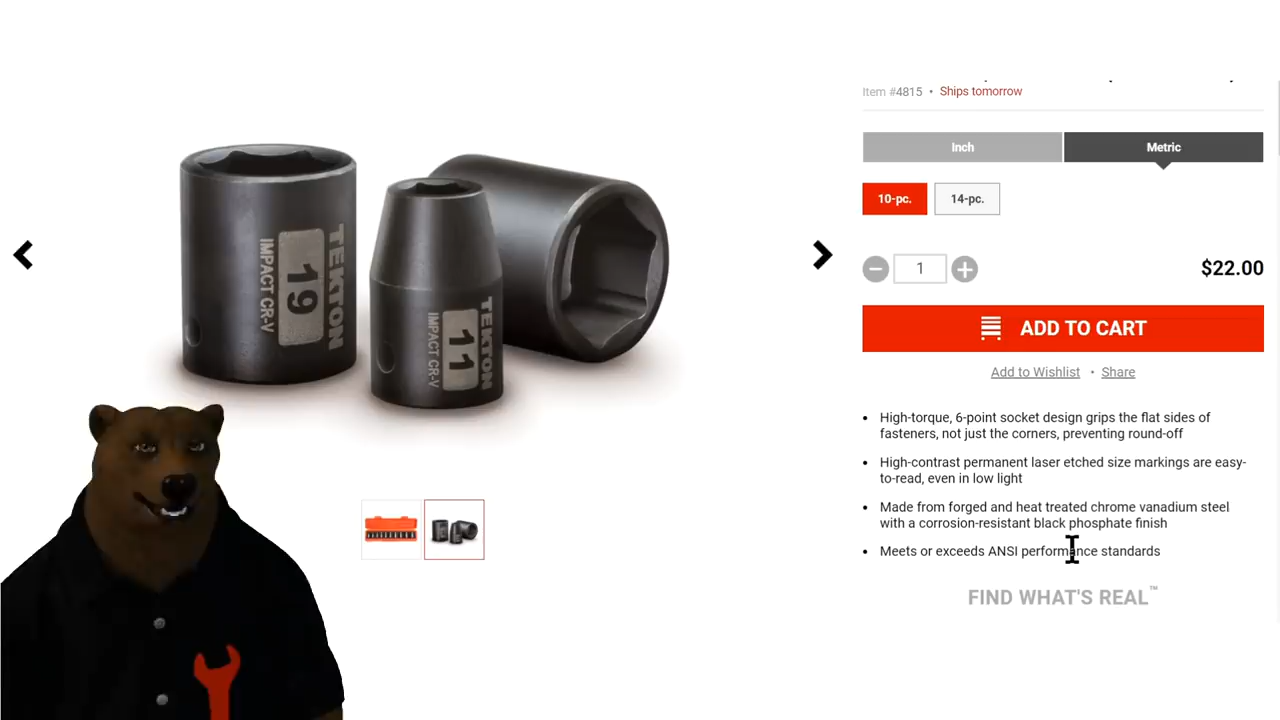 Item #4815 • Ships tomorrow
Inch
Metric
10-pc.
14-pc.
1
$22.00
ADD TO CART
Add to Wishlist • Share
• High-torque, 6-point socket design grips the flat sides of
fasteners, not just the corners, preventing round-off
• High-contrast permanent laser etched size markings are easy-
to-read, even in low light
• Made from forged and heat treated chrome vanadium steel
with a corrosion-resistant black phosphate finish
• Meets or exceeds ANSI performance standards
FIND WHAT'S REAL™
TEKTON
19
IMPACT CR-V
TEKTON
11
IMPACT CR-V